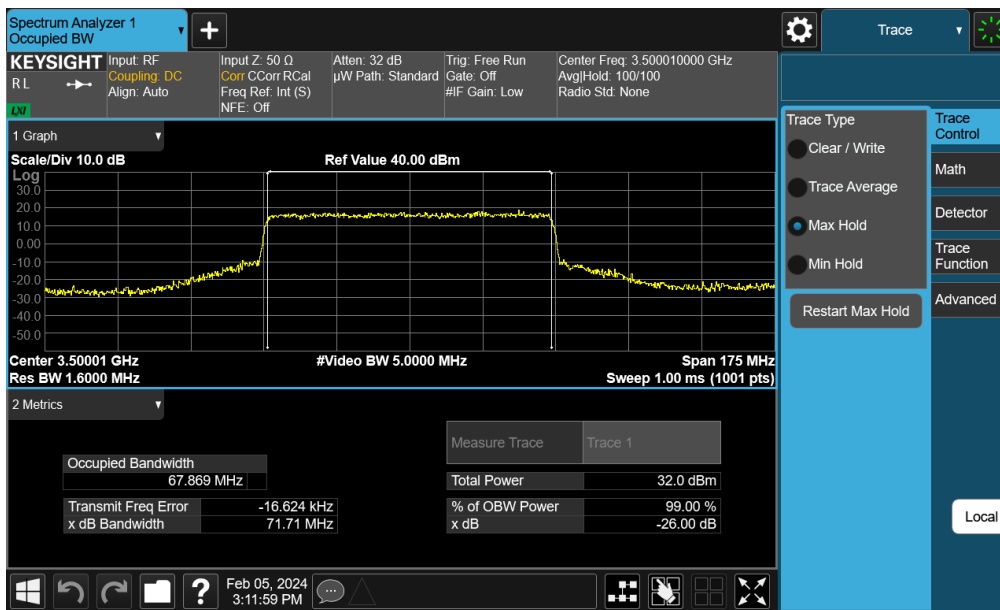 Spectrum Analyzer 1
Occupied BW
+
Trace
KEYSIGHT
R L
LXI
Input: RF
Coupling: DC
Align: Auto
Input Z: 50 Ω
Corr CCorr RCal
Freq Ref: Int (S)
NFE: Off
Atten: 32 dB
µW Path: Standard
Trig: Free Run
Gate: Off
#IF Gain: Low
Center Freq: 3.500010000 GHz
Avg|Hold: 100/100
Radio Std: None
1 Graph
Scale/Div 10.0 dB
Ref Value 40.00 dBm
Log
30.0
20.0
10.0
0.00
-10.0
-20.0
-30.0
-40.0
-50.0
Center 3.50001 GHz
#Video BW 5.0000 MHz
Span 175 MHz
Res BW 1.6000 MHz
Sweep 1.00 ms (1001 pts)
2 Metrics
Measure Trace
Trace 1
Occupied Bandwidth
67.869 MHz
Total Power
32.0 dBm
Transmit Freq Error
-16.624 kHz
% of OBW Power
99.00 %
x dB Bandwidth
71.71 MHz
x dB
-26.00 dB
Trace Type
Clear / Write
Trace Average
Max Hold
Min Hold
Restart Max Hold
Trace
Control
Math
Detector
Trace
Function
Advanced
Local
?
Feb 05, 2024
3:11:59 PM